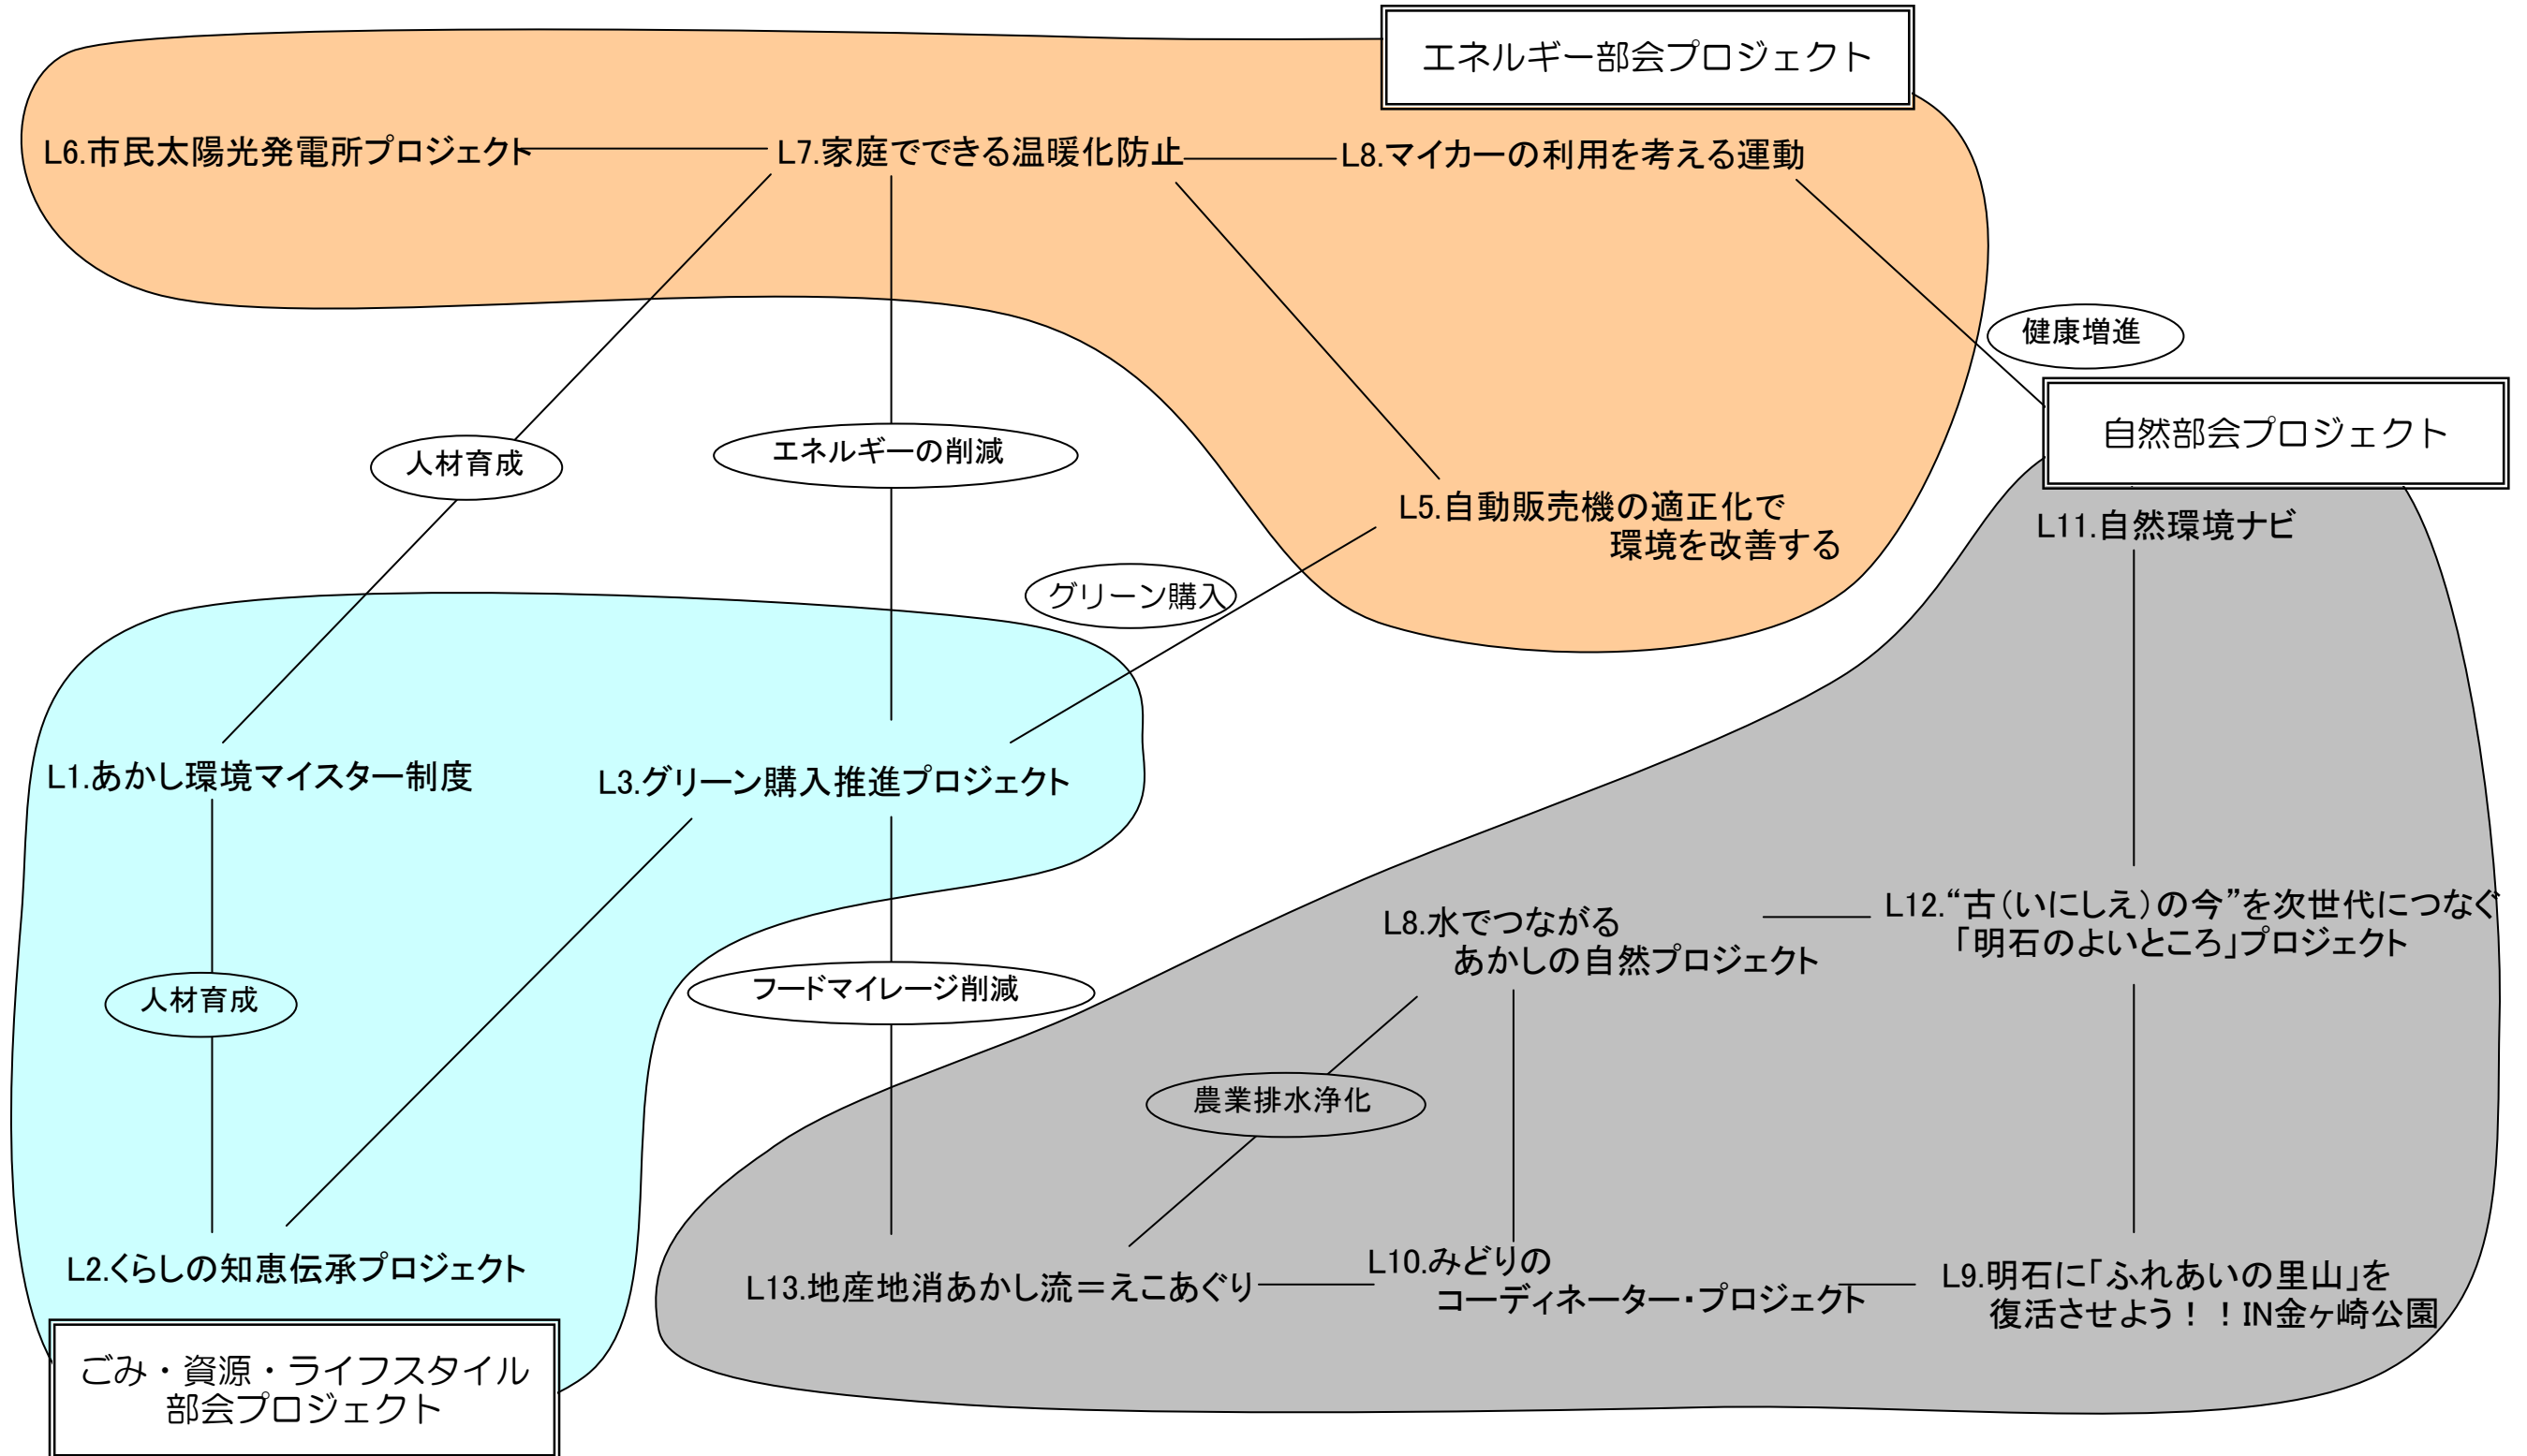 エネルギー部会プロジェクト
L6.市民太陽光発電所プロジェクト
L7.家庭でできる温暖化防止
L8.マイカーの利用を考える運動
健康増進
自然部会プロジェクト
人材育成
エネルギーの削減
L5.自動販売機の適正化で
環境を改善する
L11.自然環境ナビ
グリーン購入
L1.あかし環境マイスター制度
L3.グリーン購入推進プロジェクト
L8.水でつながる
あかしの自然プロジェクト
L12.“古(いにしえ)の今”を次世代につなぐ
「明石のよいところ」プロジェクト
人材育成
フードマイレージ削減
農業排水浄化
L2.くらしの知恵伝承プロジェクト
L13.地産地消あかし流＝えこあぐり
L10.みどりの
コーディネーター・プロジェクト
L9.明石に「ふれあいの里山」を
復活させよう！！IN金ヶ崎公園
ごみ・資源・ライフスタイル
部会プロジェクト